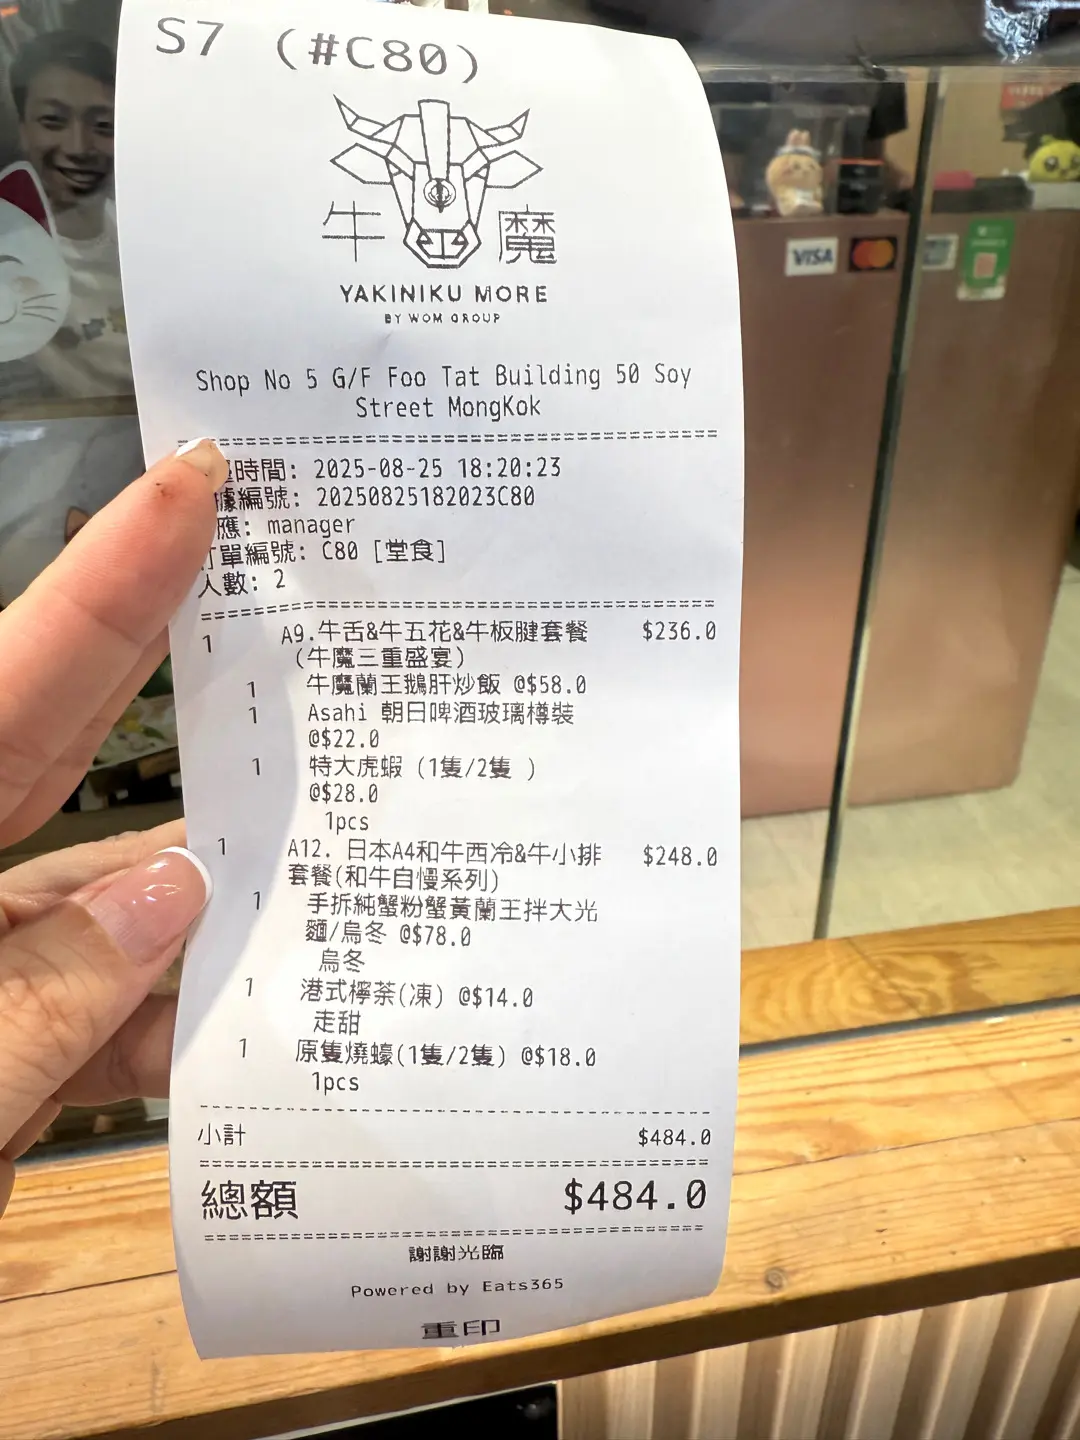 S7 (#C80)
牛魔
YAKINIKU MORE
BY WOM GROUP
Shop No 5 G/F Foo Tat Building 50 Soy
Street MongKok
時間: 2025-08-25 18:20:23
據編號: 20250825182023C80
應: manager
訂單編號: C80 [堂食]
人數: 2
1 A9.牛舌&牛五花&牛板腱套餐 $236.0
(牛魔三重盛宴)
1 牛魔蘭王鵝肝炒飯 @$58.0
1 Asahi 朝日啤酒玻璃樽裝
@$22.0
1 特大虎蝦 (1隻/2隻 )
@$28.0
1pcs
1 A12. 日本A4和牛西冷&牛小排 $248.0
套餐(和牛自慢系列)
1 手拆純蟹粉蟹黃蘭王拌大光
麵/烏冬 @$78.0
烏冬
1 港式檸茶(凍) @$14.0
走甜
1 原隻燒蠔(1隻/2隻) @$18.0
1pcs
小計 $484.0
總額 $484.0
謝謝光臨
Powered by Eats365
重印
VISA